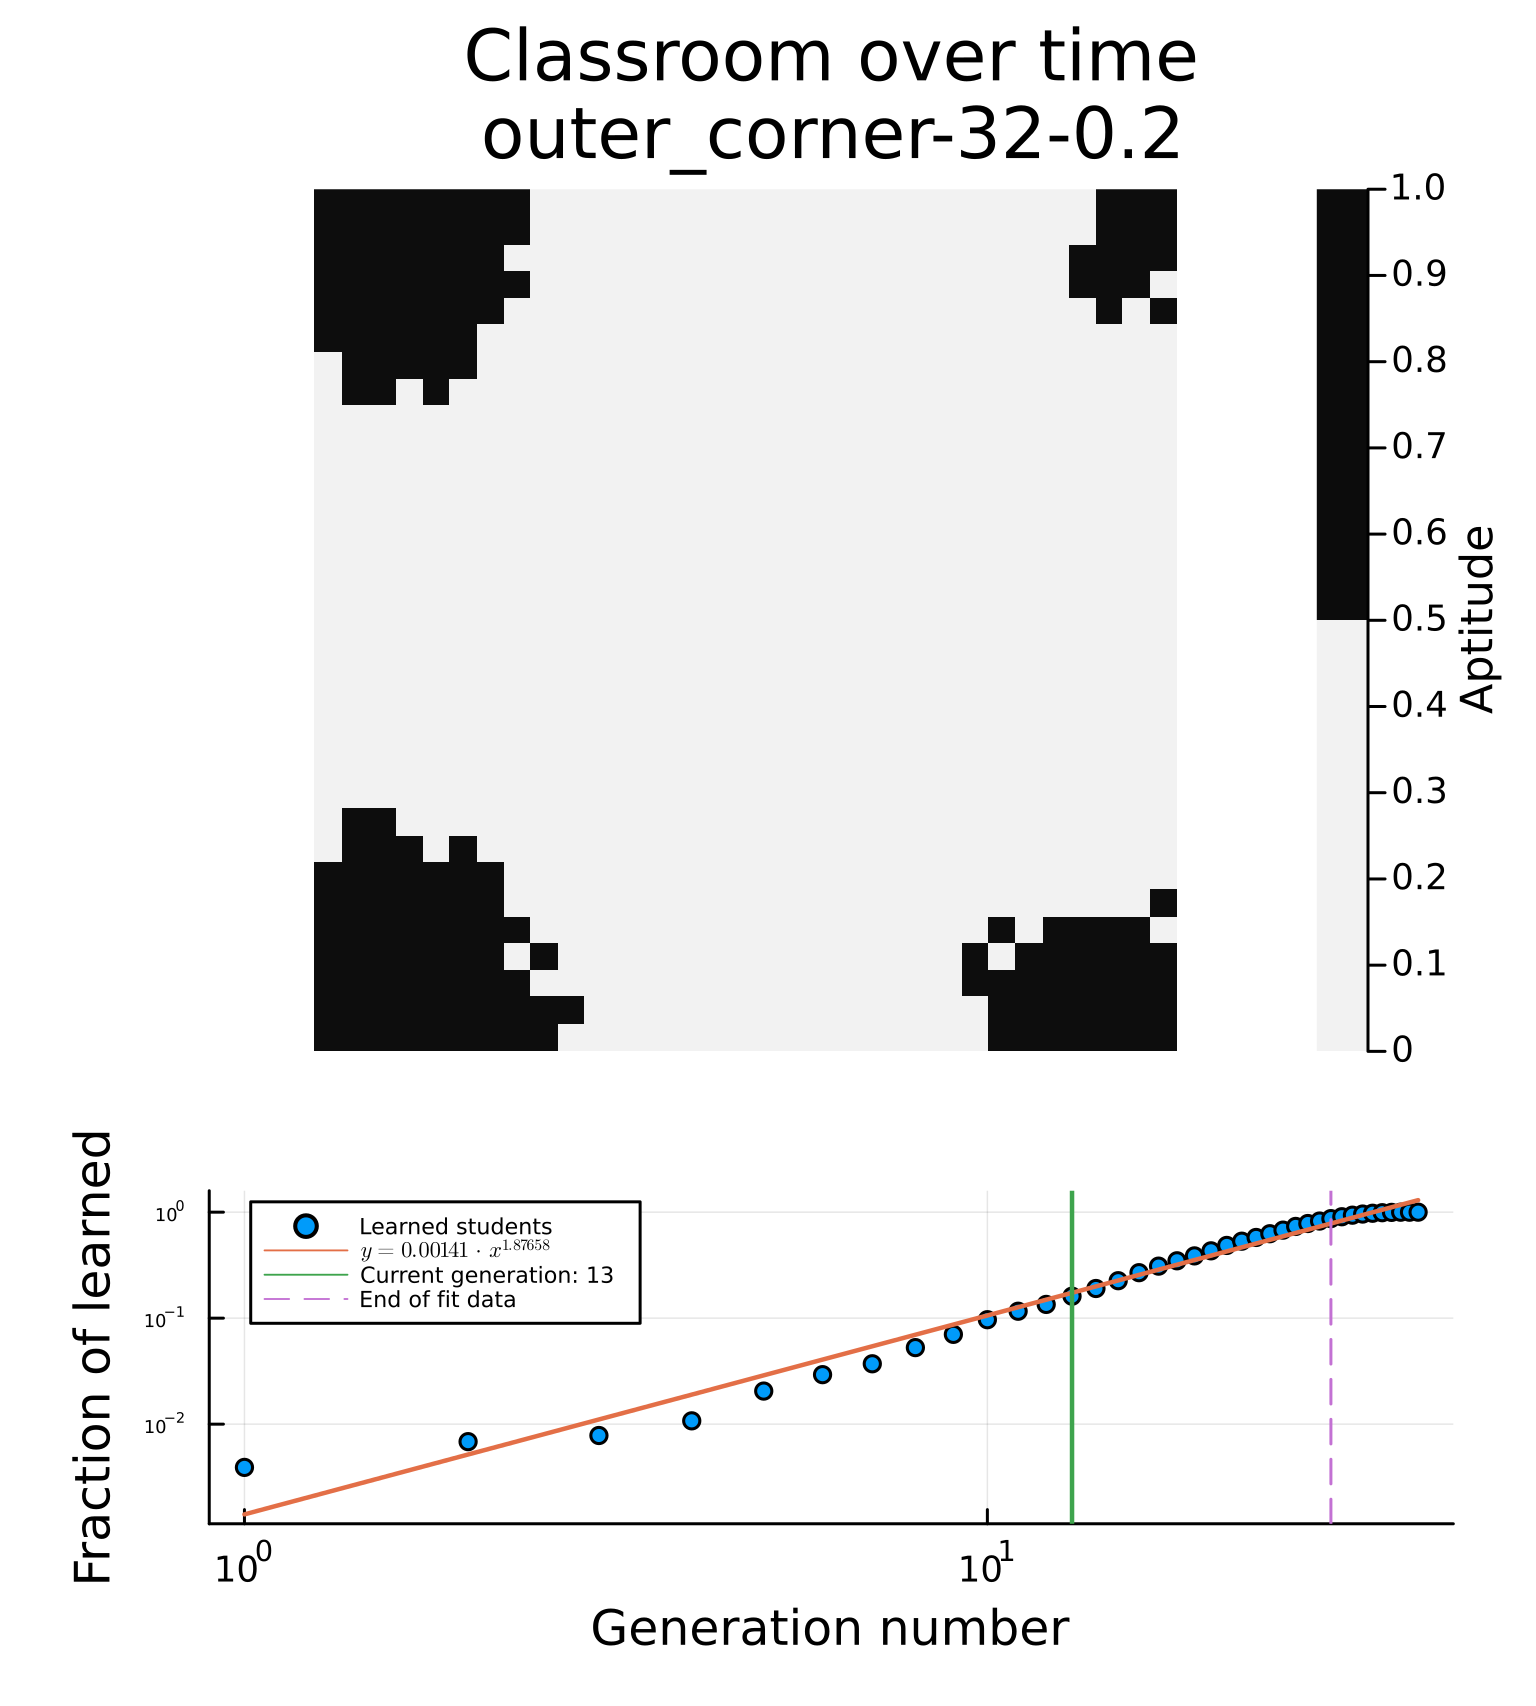 Classroom over time
outer_corner-32-0.2
1.0
0.9
0.8
0.7
0.6
0.5
0.4
0.3
0.2
0.1
0
Aptitude
Fraction of learned
10⁰
10⁻¹
10⁻²
Learned students
y = 0.00141 · x^1.87658
Current generation: 13
End of fit data
10⁰
10¹
Generation number